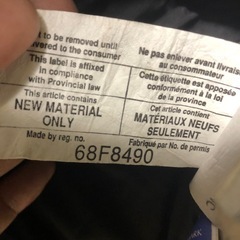 to be removed until
delivered to the consumer
Ne pas enlever avant livrais
au consommateur
This label is affixed
in compliance
with Provincial law
Cette étiquette est apposée
conformément à la loi
de la province
This article contains
NEW MATERIAL
ONLY
Cet article contient
MATÉRIAUX NEUFS
SEULEMENT
Made by reg. no.
Fabriqué par No. de permis
68F8490